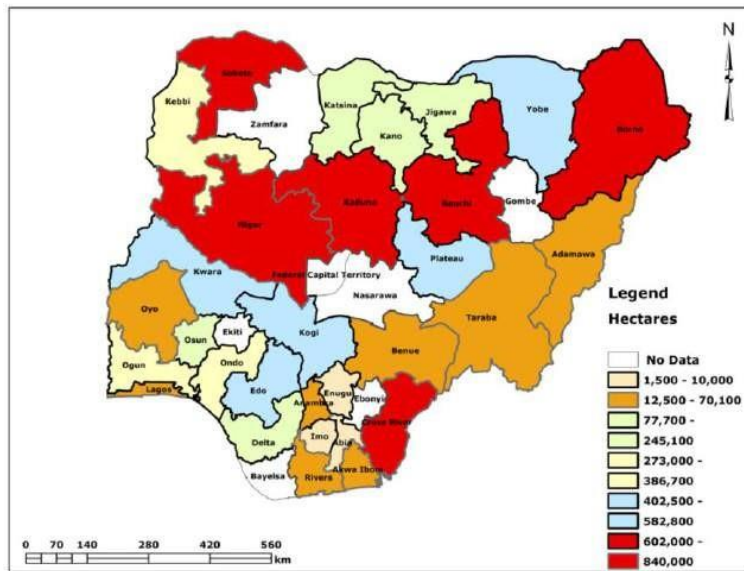 N
Sokoto
Kebbi
Zamfara
Katsina
Kano
Jigawa
Yobe
Borno
Gombe
Bauchi
Kaduna
Niger
Adamawa
Plateau
Federal Capital Territory
Kwara
Nasarawa
Taraba
Oyo
Kogi
Benue
Osun
Ekiti
Ogun
Ondo
Edo
Enugu
Ebonyi
Lagos
Anambra
Cross River
Delta
Imo
Abia
Bayelsa
Rivers
Akwa Ibom
Legend
Hectares
No Data
1,500 - 10,000
12,500 - 70,100
77,700 -
245,100
273,000 -
386,700
402,500 -
582,800
602,000 -
840,000
0 70 140 280 420 560
km